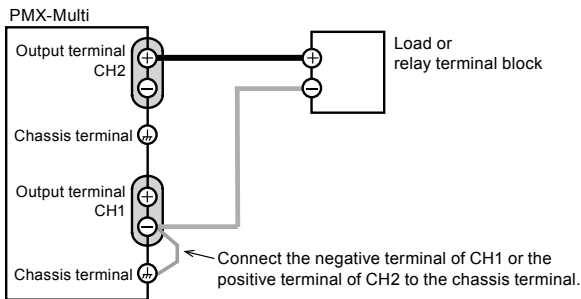 PMX-Multi
Output terminal
CH2
+
−
Chassis terminal
Output terminal
CH1
+
−
Chassis terminal
+
−
Load or
relay terminal block
Connect the negative terminal of CH1 or the
positive terminal of CH2 to the chassis terminal.